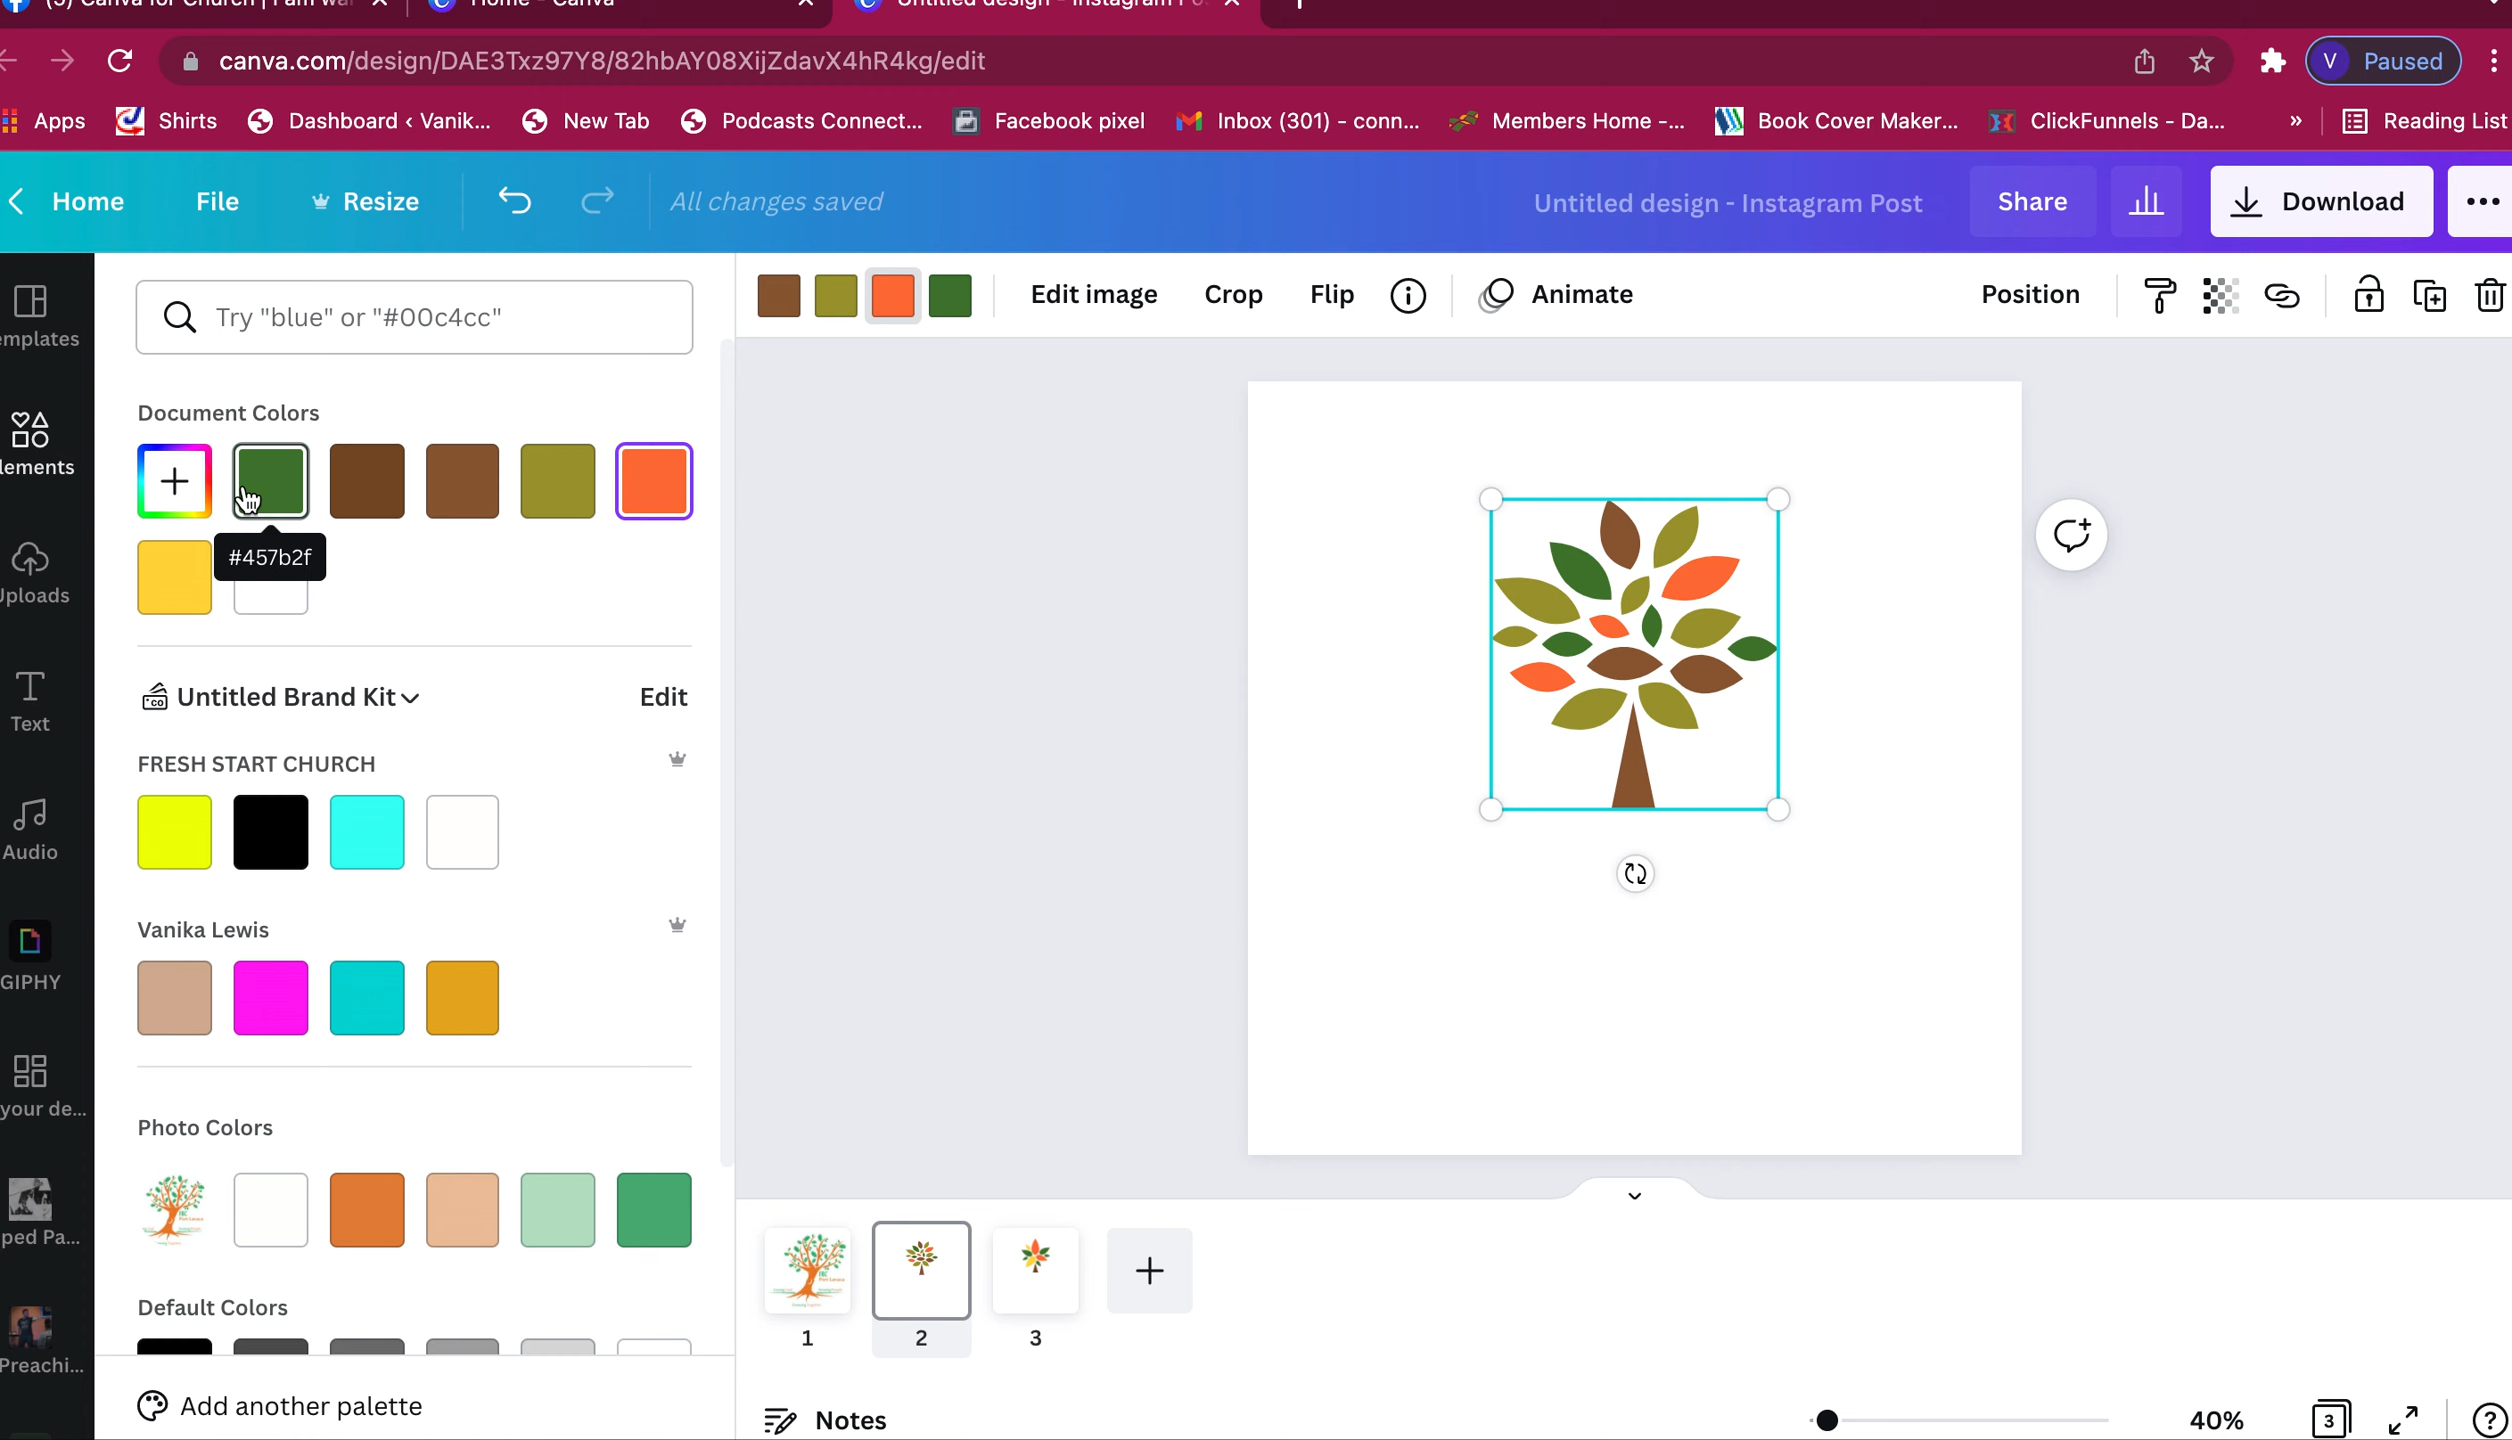 Home - Canva
canva.com/design/DAE3Txz97Y8/82hbAY08XijZdavX4hR4kg/edit
V Paused
Apps Shirts Dashboard ‹ Vanik... New Tab Podcasts Connect... Facebook pixel Inbox (301) - conn... Members Home -... Book Cover Maker... ClickFunnels - Da... » Reading List
Home File Resize All changes saved Untitled design - Instagram Post Share Download
Edit image Crop Flip Animate Position
Try "blue" or "#00c4cc"
emplates
Document Colors
lements
+
#457b2f
Uploads
Untitled Brand Kit Edit
Text
FRESH START CHURCH
Audio
Vanika Lewis
GIPHY
your de...
Photo Colors
ped Pa...
Default Colors
1 2 3
Preachi...
Add another palette
Notes 40% 3 ?